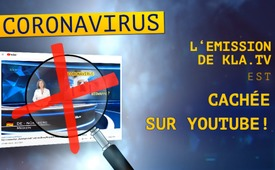 CORONAVIRUS
L'EMISSION
DE KLA.TV
EST
CACHÉE
SUR YOUTUBE!